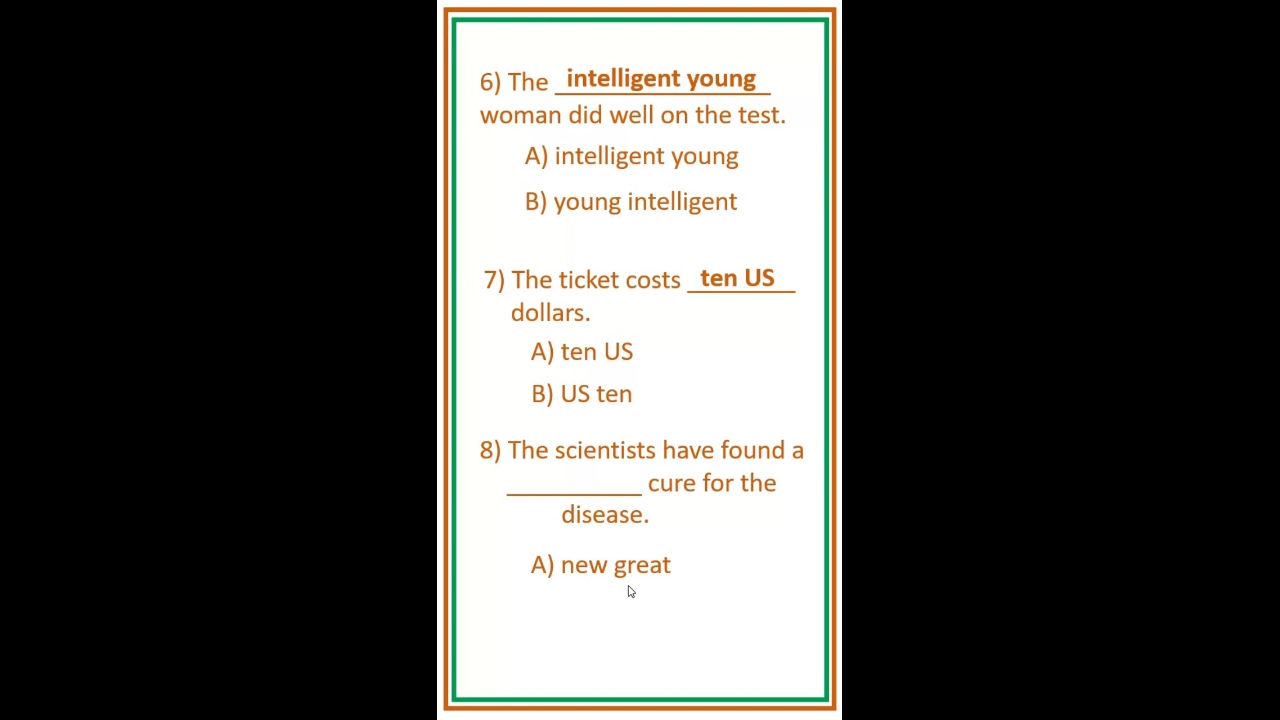 6) The intelligent young
woman did well on the test.
A) intelligent young
B) young intelligent
7) The ticket costs ten US
dollars.
A) ten US
B) US ten
8) The scientists have found a
___________ cure for the
disease.
A) new great